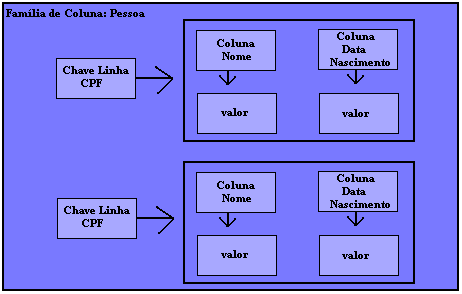 Família de Coluna: Pessoa
Coluna
Nome
Coluna
Data
Nascimento
Chave Linha
CPF
valor
valor
Coluna
Nome
Coluna
Data
Nascimento
Chave Linha
CPF
valor
valor